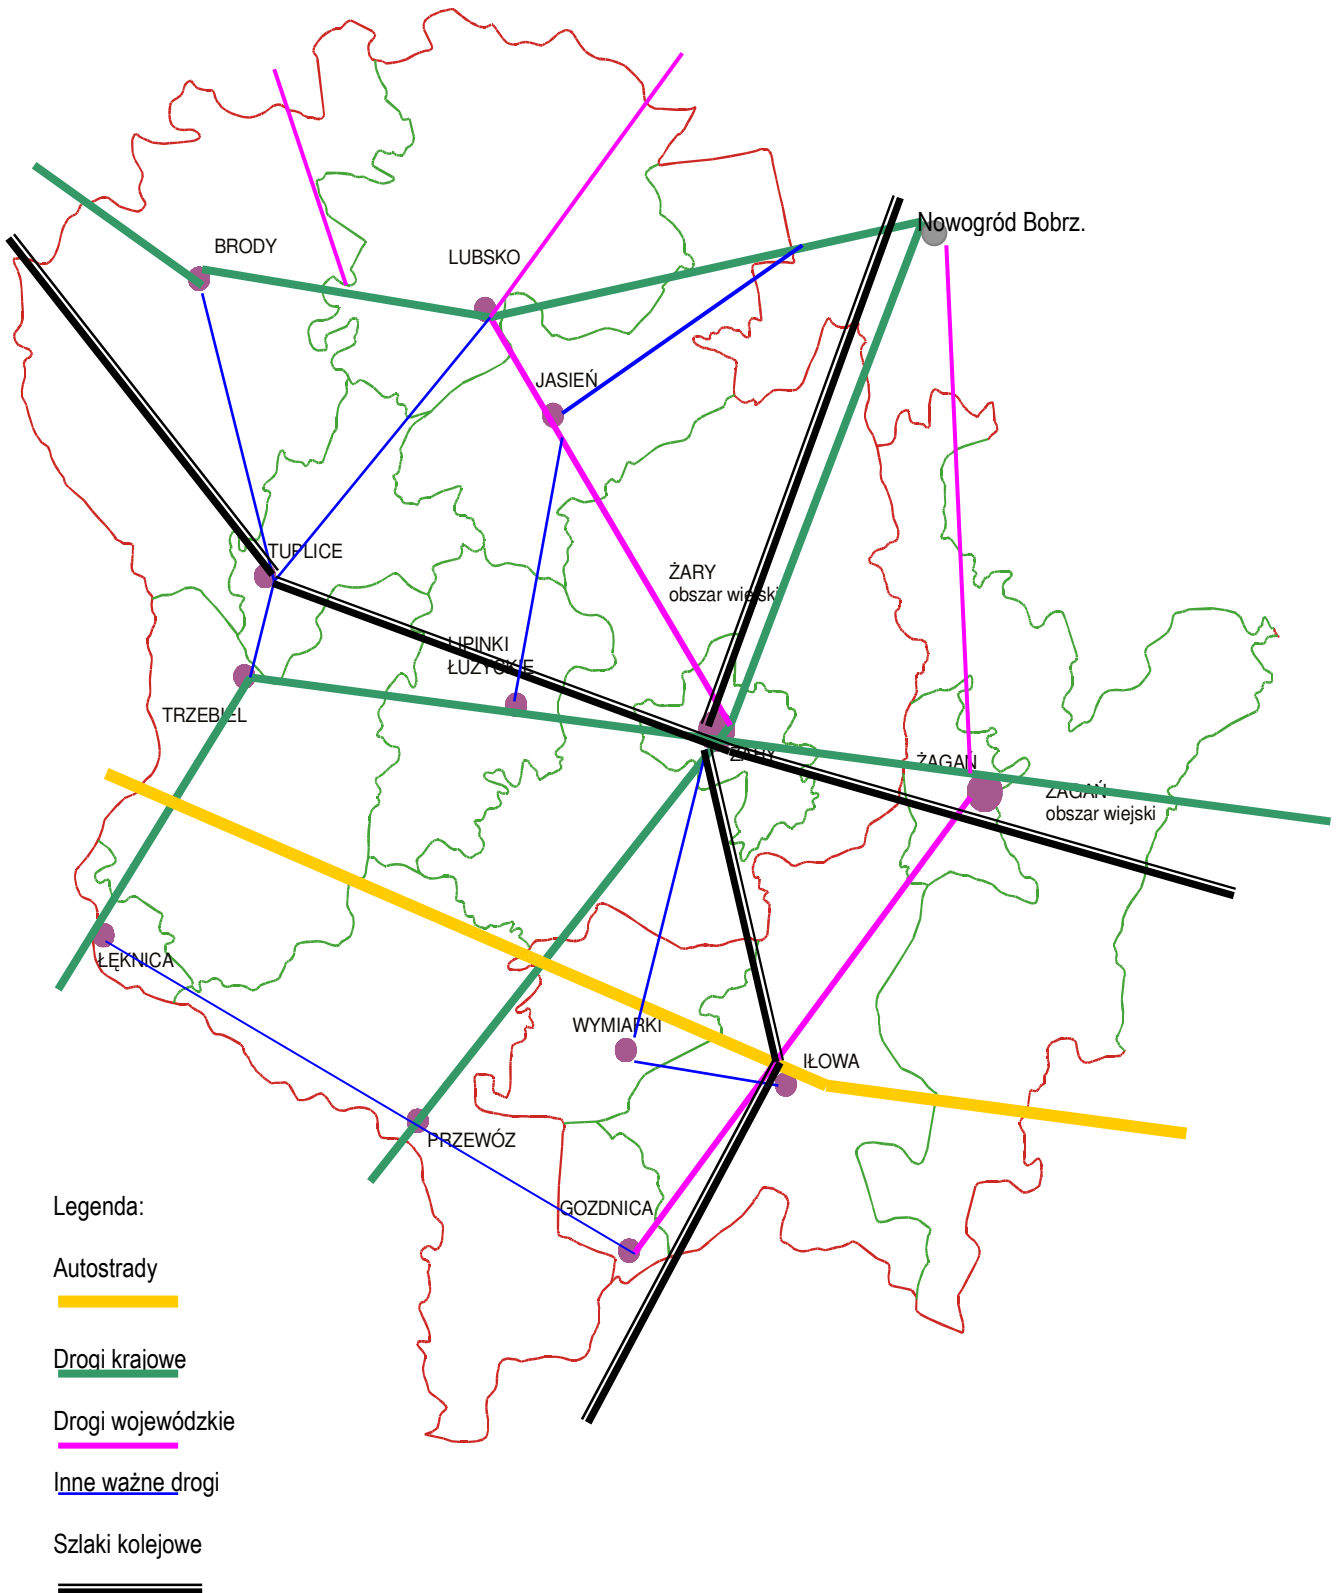 Nowogród Bobrz.
BRODY
LUBSKO
JASIEŃ
TUPLICE
ŻARY
obszar wiejski
LIPINKI
ŁUŻYCKIE
TRZEBIEL
ŻARY
ŻAGAŃ
ŻAGAŃ
obszar wiejski
ŁĘKNICA
WYMIARKI
IŁOWA
PRZEWÓZ
GOZDNICA
Legenda:
Autostrady
Drogi krajowe
Drogi wojewódzkie
Inne ważne drogi
Szlaki kolejowe